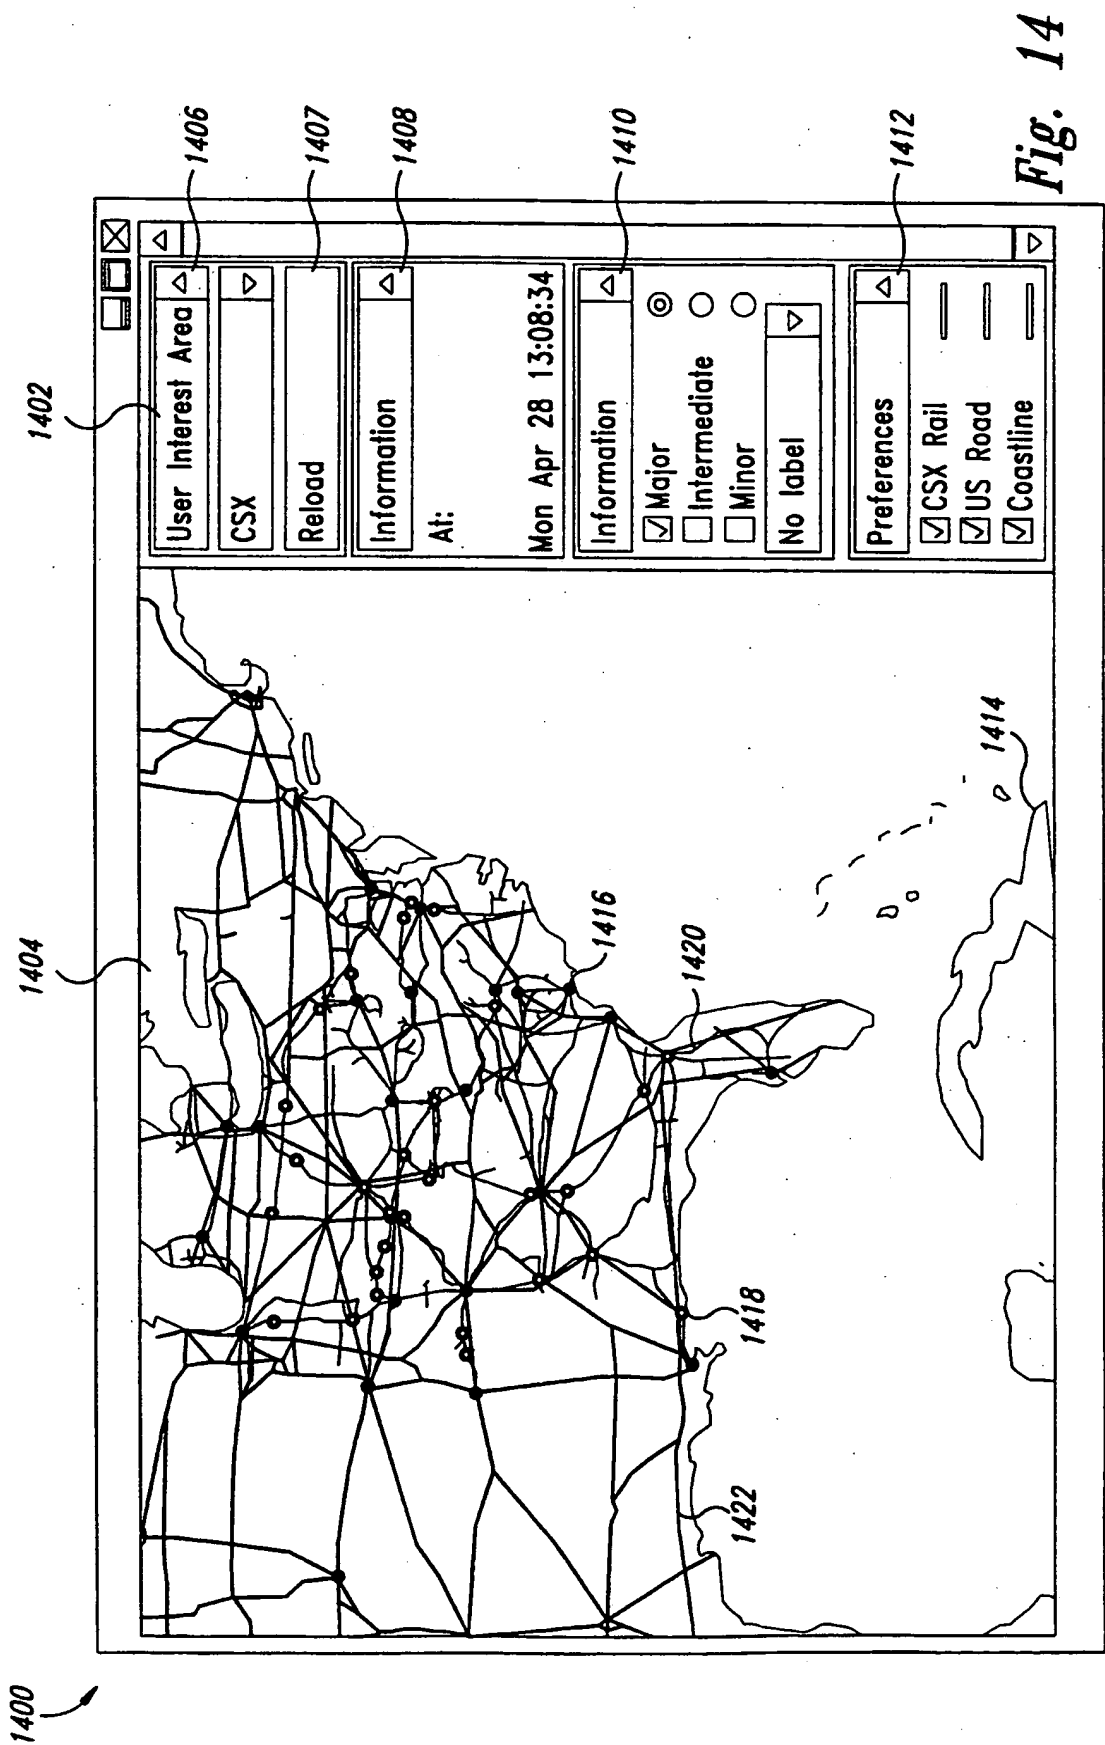 1400
1402
1404
User Interest Area
1406
CSX
Reload
1407
Information
1408
At:
Mon Apr 28 13:08:34
Information
1410
Major
Intermediate
Minor
No label
Preferences
1412
CSX Rail
US Road
Coastline
1416
1420
1414
1418
1422
Fig. 14